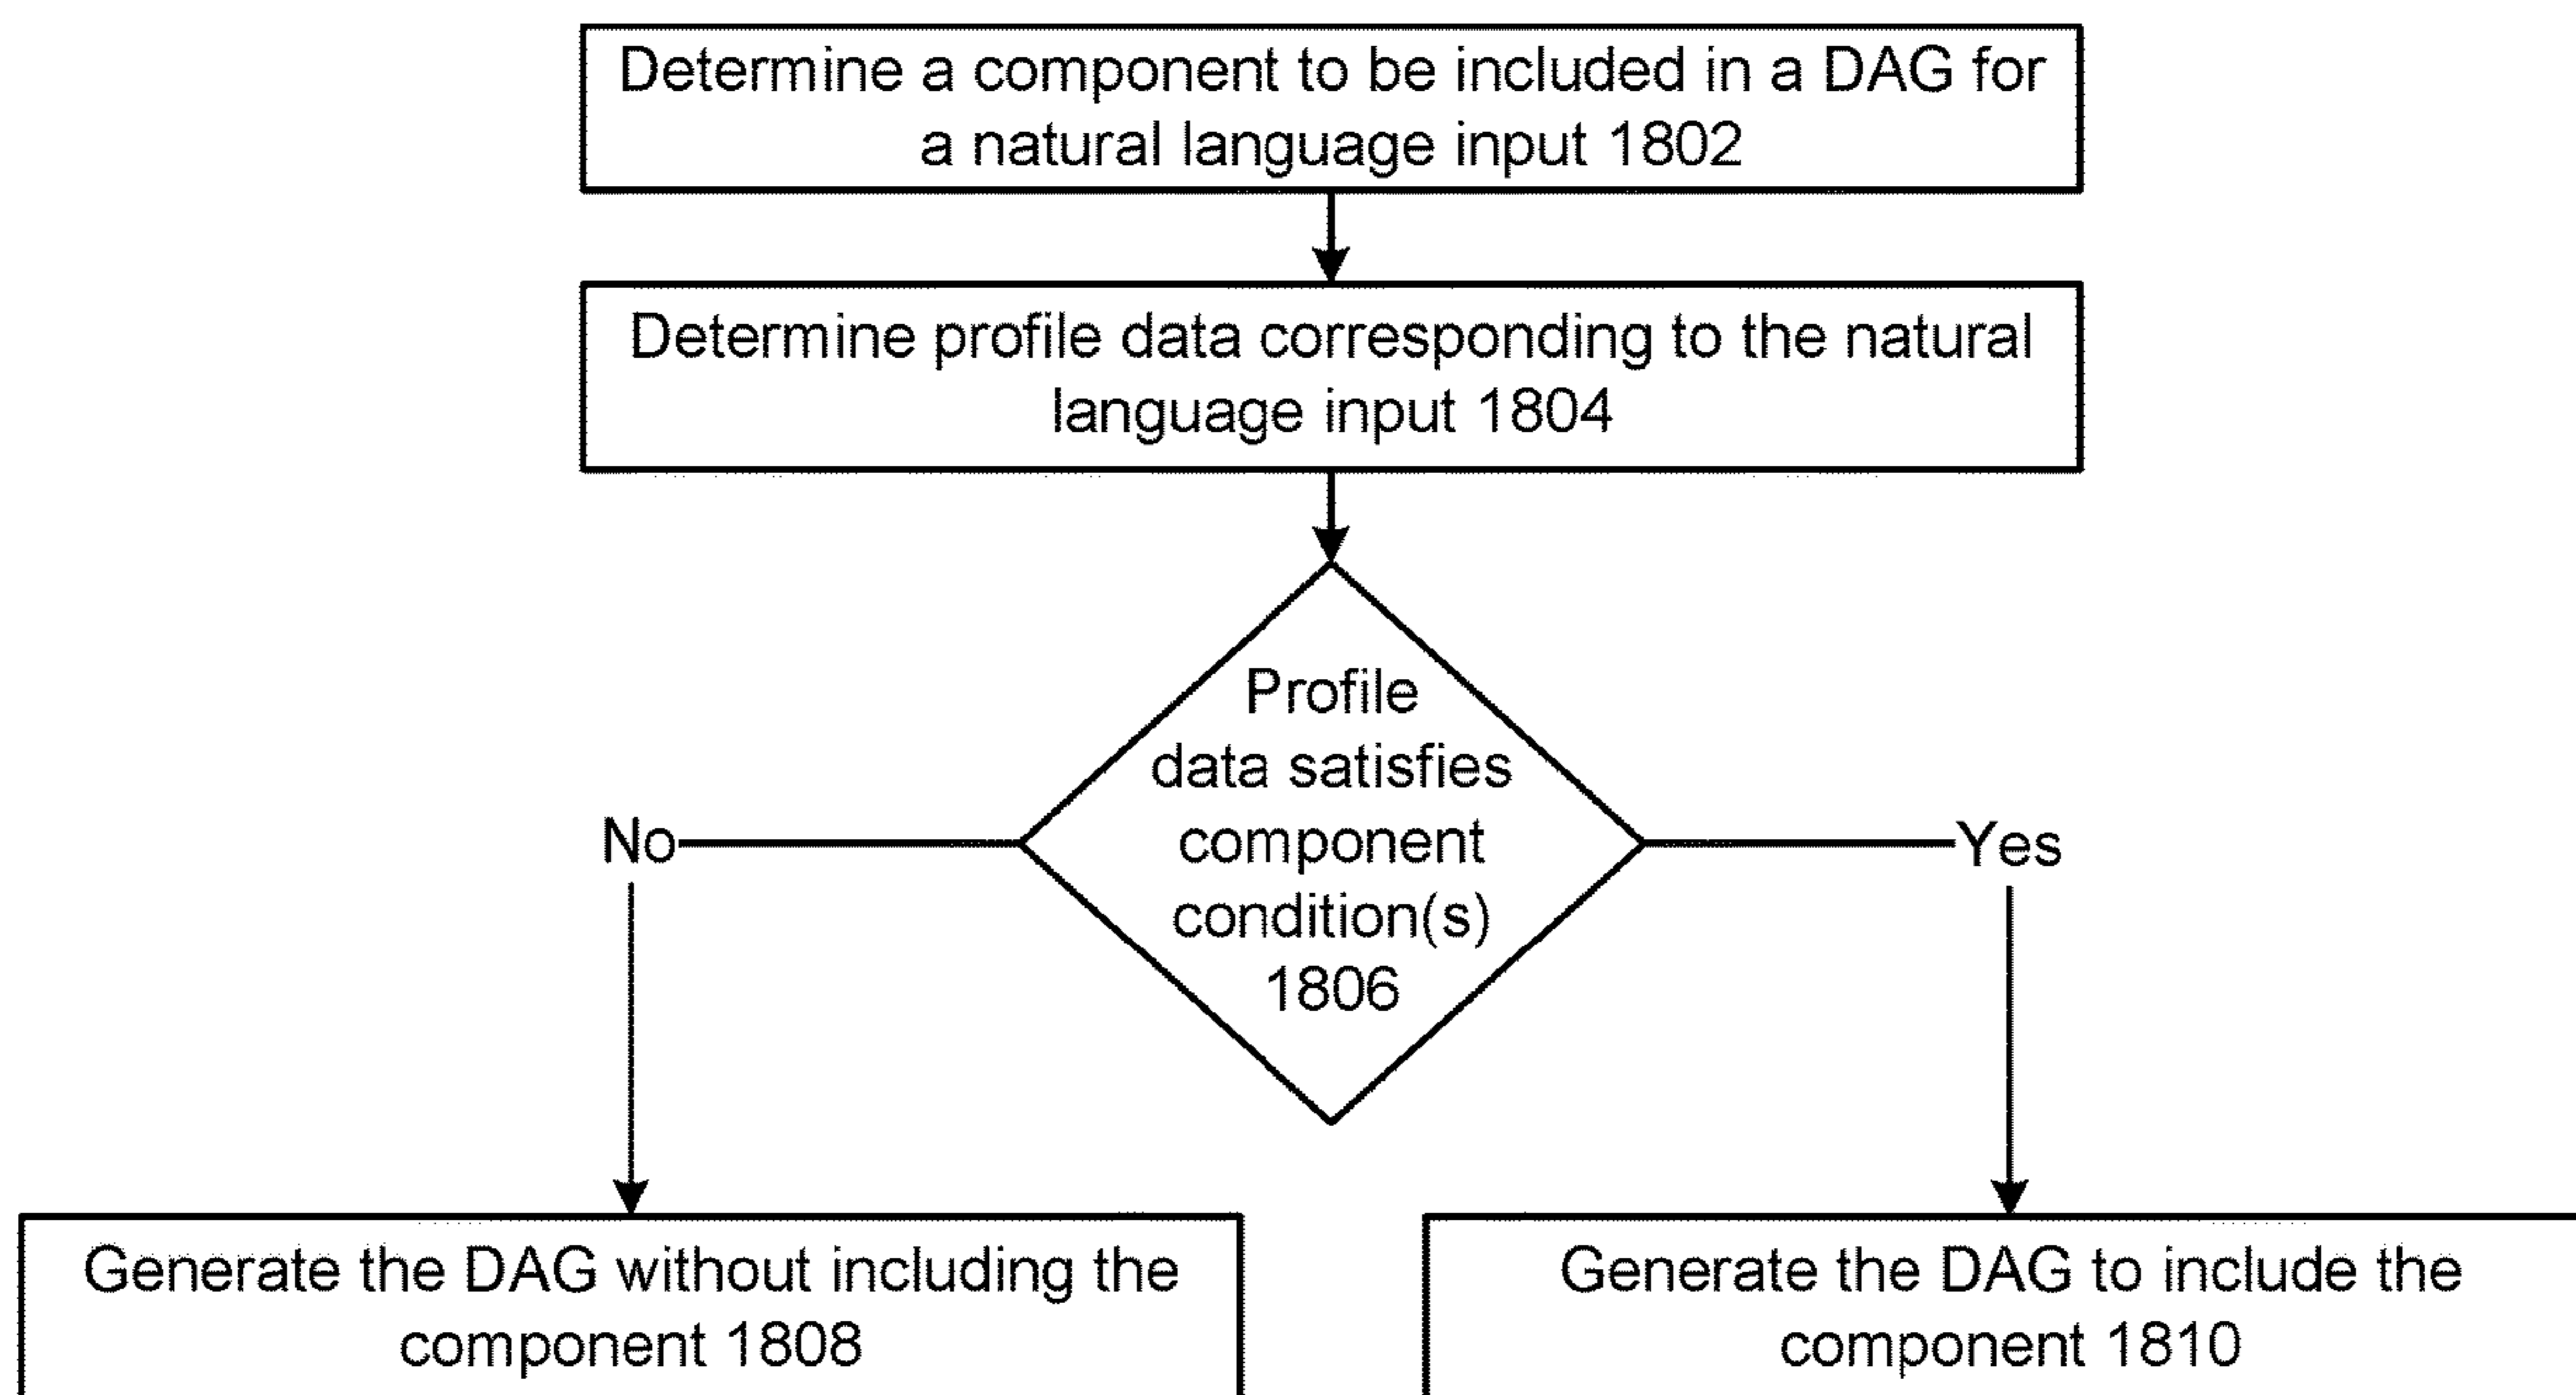 Determine a component to be included in a DAG for
a natural language input 1802
Determine profile data corresponding to the natural
language input 1804
Profile
data satisfies
component
condition(s)
1806
No
Yes
Generate the DAG without including the
component 1808
Generate the DAG to include the
component 1810